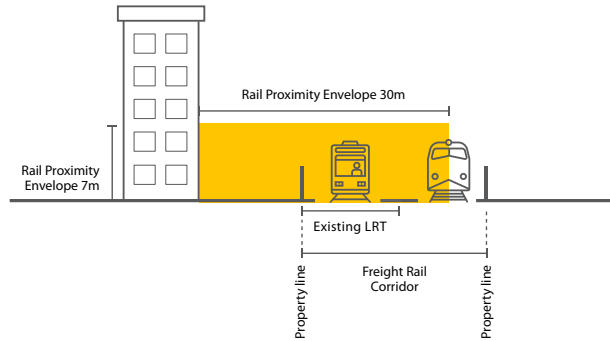 Rail Proximity Envelope 30m
Rail Proximity
Envelope 7m
Existing LRT
Freight Rail
Corridor
Property line
Property line